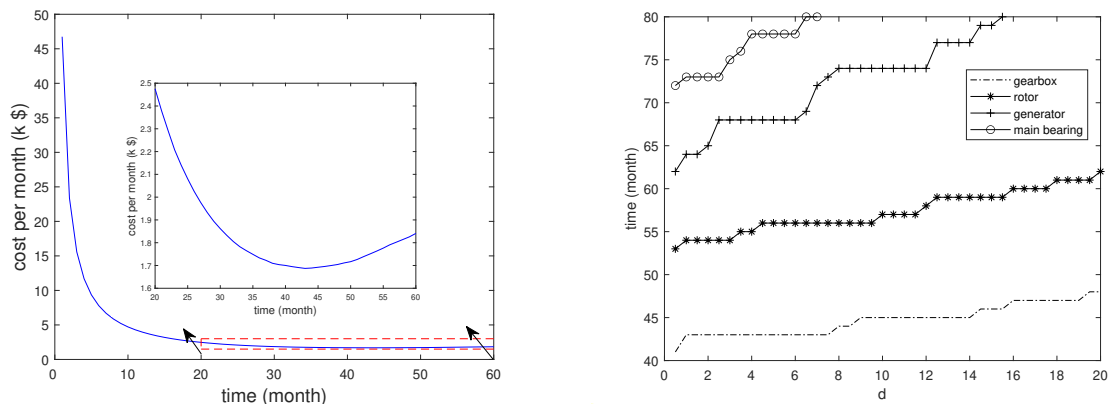 50
45
40
35
30
25
20
15
10
5
0
cost per month (k $)
0 10 20 30 40 50 60
time (month)
2.5
2.4
2.3
2.2
2.1
2
1.9
1.8
1.7
1.6
cost per month (k $)
20 25 30 35 40 45 50 55 60
time (month)
80
75
70
65
60
55
50
45
40
time (month)
0 2 4 6 8 10 12 14 16 18 20
d
gearbox
rotor
generator
main bearing